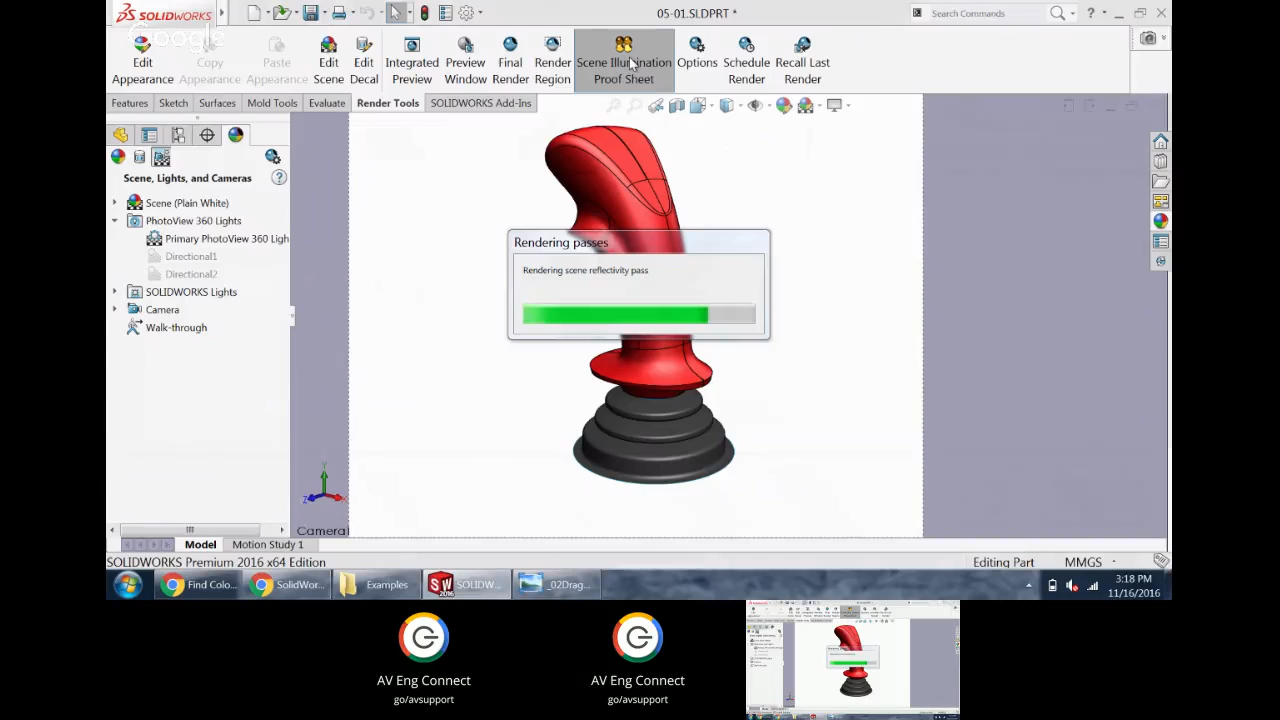 SOLIDWORKS
05-01.SLDPRT *
Search Commands
Google
Edit Appearance
Copy Appearance
Paste Appearance
Edit Scene
Edit Decal
Integrated Preview
Preview Window
Final Render
Render Region
Scene Illumination Proof Sheet
Options
Schedule Render
Recall Last Render
Features
Sketch
Surfaces
Mold Tools
Evaluate
Render Tools
SOLIDWORKS Add-Ins
Scene, Lights, and Cameras
Scene (Plain White)
PhotoView 360 Lights
Primary PhotoView 360 Ligh
Directional1
Directional2
SOLIDWORKS Lights
Camera
Walk-through
Rendering passes
Rendering scene reflectivity pass
Y
Z
Camera
Model
Motion Study 1
SOLIDWORKS Premium 2016 x64 Edition
Editing Part
MMGS
Find Colo...
SolidWor...
Examples
SOLIDW...
_02Drag...
3:18 PM
11/16/2016
AV Eng Connect
go/avsupport
AV Eng Connect
go/avsupport